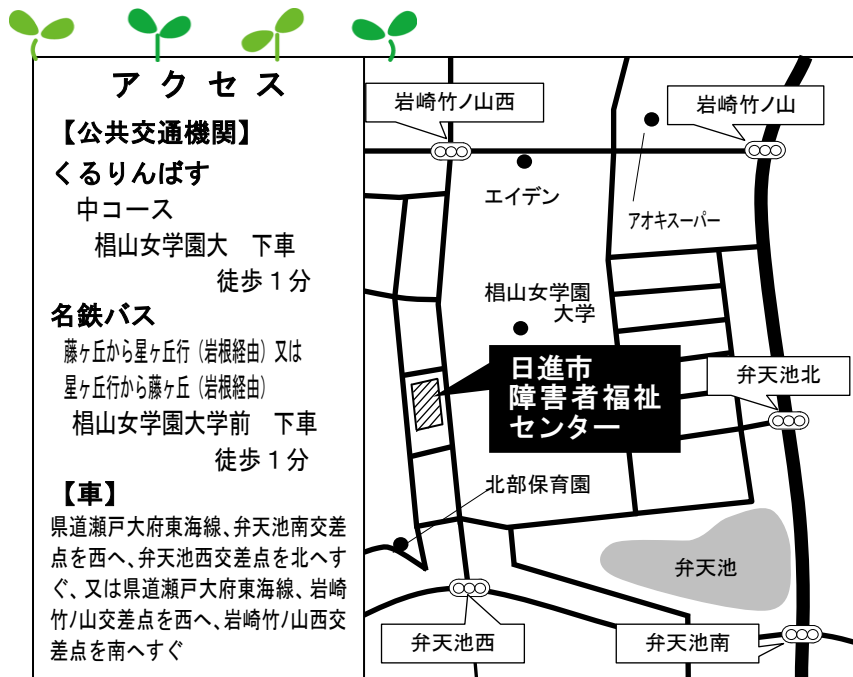 アクセス
【公共交通機関】
くるりんばす
中コース
椙山女学園大　下車
徒歩１分
名鉄バス
藤ヶ丘から星ヶ丘行（岩根経由）又は
星ヶ丘行から藤ヶ丘（岩根経由）
椙山女学園大学前　下車
徒歩１分
【車】
県道瀬戸大府東海線、弁天池南交差
点を西へ、弁天池西交差点を北へす
ぐ、又は県道瀬戸大府東海線、岩崎
竹ノ山交差点を西へ、岩崎竹ノ山西交
差点を南へすぐ
岩崎竹ノ山西
岩崎竹ノ山
エイデン
アオキスーパー
椙山女学園
大学
日進市
障害者福祉
センター
弁天池北
北部保育園
弁天池
弁天池西
弁天池南